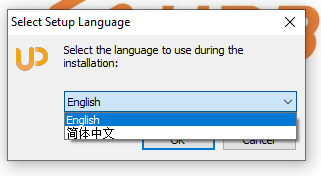 Select Setup Language
Select the language to use during the
installation:
English
English
简体中文
OK
Cancel